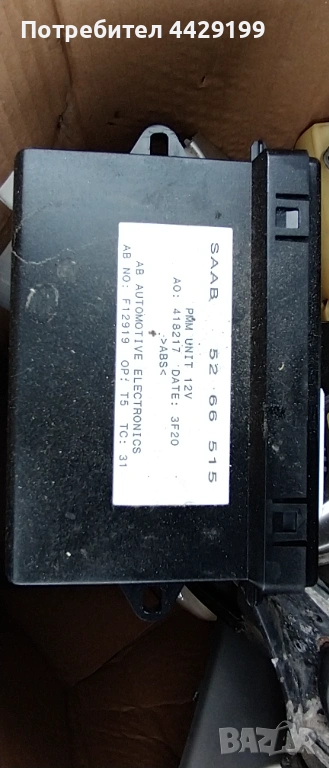 Потребител 4429199
SAAB 52 66 515
PMM UNIT 12V
AO: 418217 DATE: 3F20
>ABS<
AB AUTOMOTIVE ELECTRONICS
AB NO: F12919 OP: T5 TC: 31
BAZAR